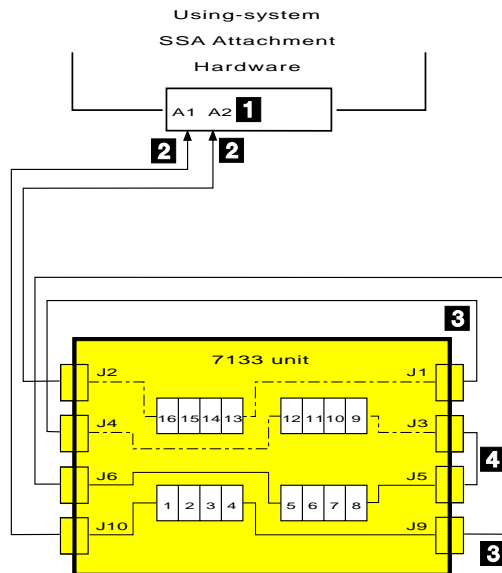 Using-system
SSA Attachment
Hardware
A1 A2 1
2 2
3
7133 unit
J2 J1
16 15 14 13 12 11 10 9
J4 J3
4
J6 J5
1 2 3 4 5 6 7 8
J10 J9
3